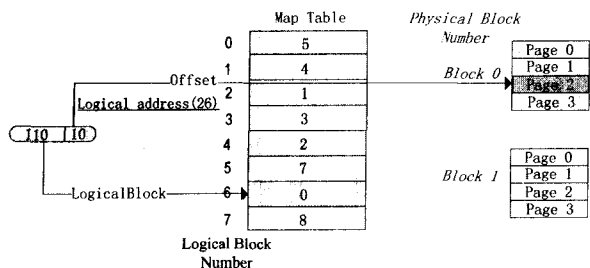 Map Table
Physical Block
Number
0 5
1 4
2 1
3 3
4 2
5 7
6 0
7 8
Offset
Logical address(26)
110 10
LogicalBlock
Logical Block
Number
Block 0
Page 0
Page 1
Page 2
Page 3
Block 1
Page 0
Page 1
Page 2
Page 3